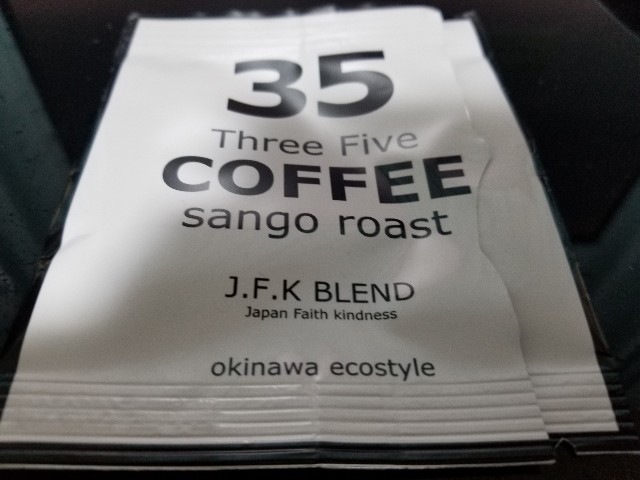 35
Three Five
COFFEE
sango roast
J.F.K BLEND
Japan Faith kindness
okinawa ecostyle